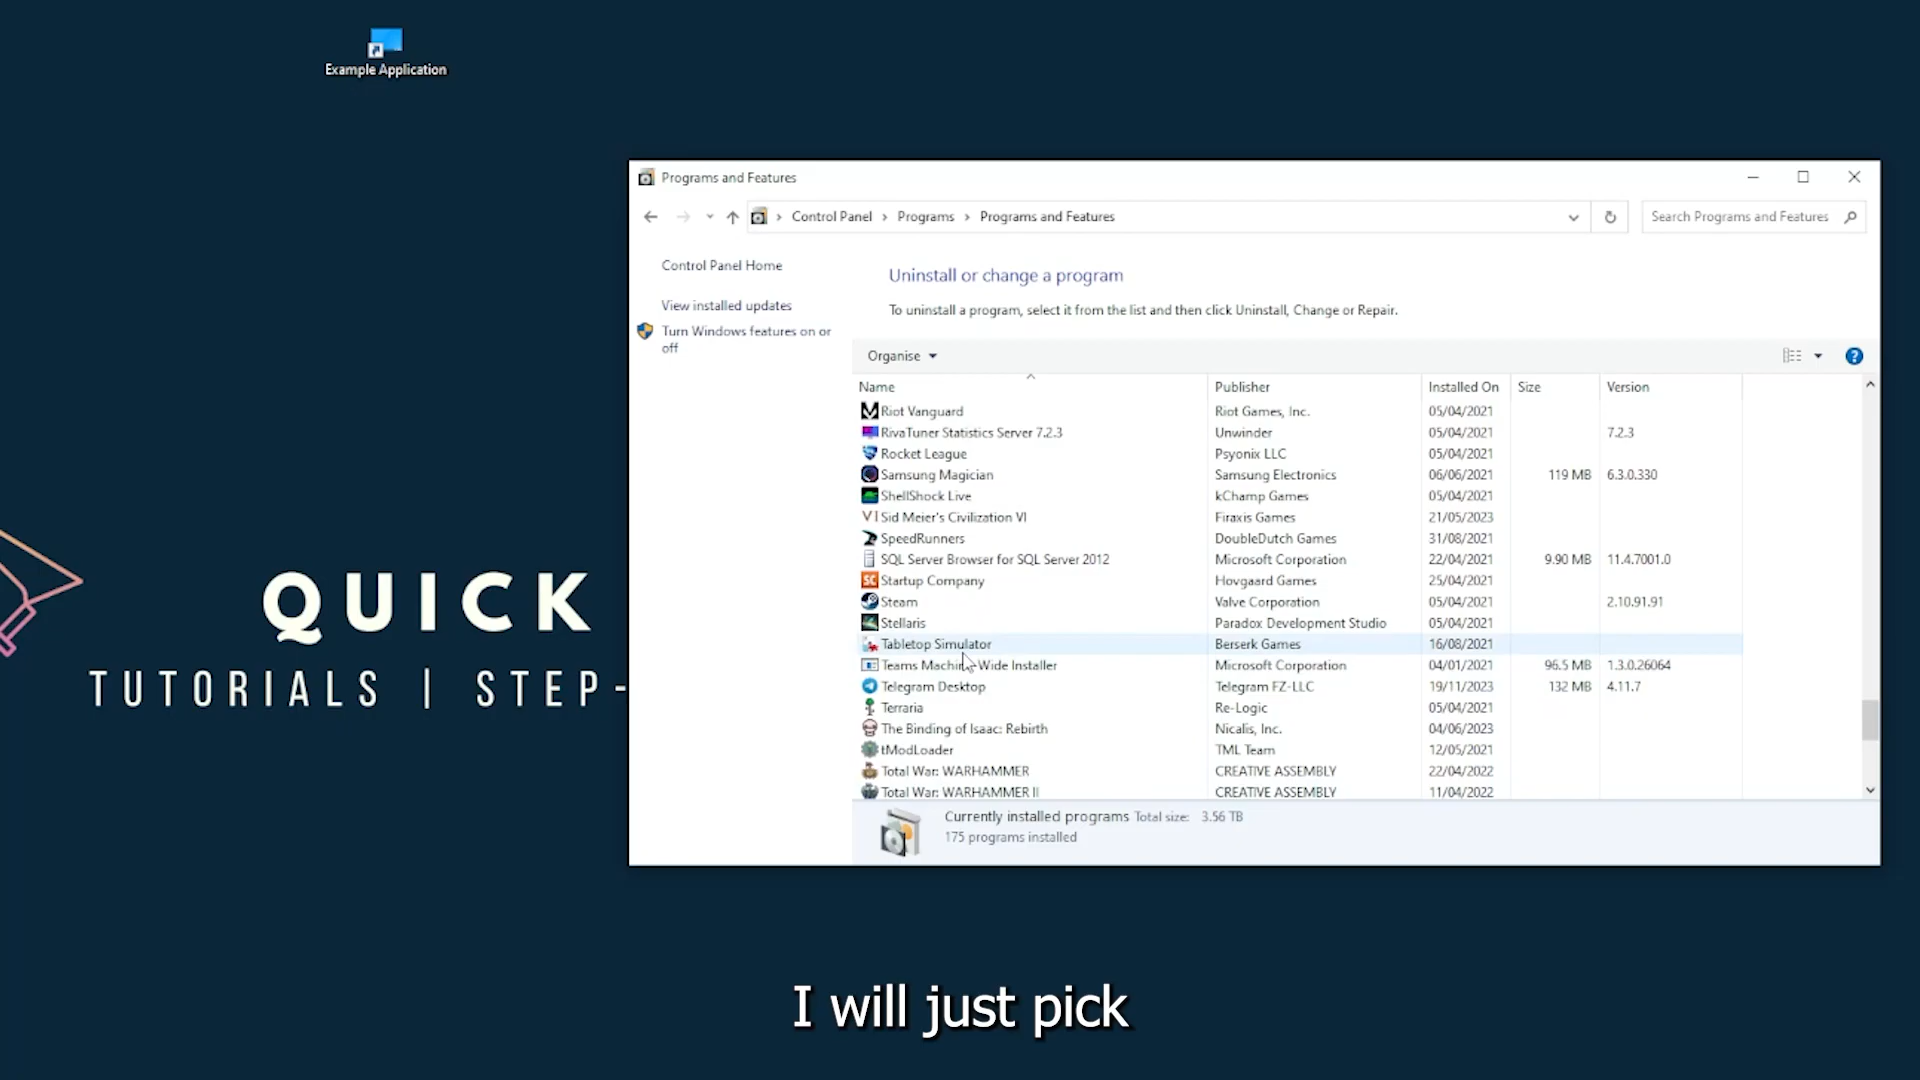 Example Application
Programs and Features
Control Panel > Programs > Programs and Features
Search Programs and Features
Control Panel Home
View installed updates
Turn Windows features on or
off
Uninstall or change a program
To uninstall a program, select it from the list and then click Uninstall, Change or Repair.
Organise
Name Publisher Installed On Size Version
Riot Vanguard Riot Games, Inc. 05/04/2021
RivaTuner Statistics Server 7.2.3 Unwinder 05/04/2021 7.2.3
Rocket League Psyonix LLC 05/04/2021
Samsung Magician Samsung Electronics 06/06/2021 119 MB 6.3.0.330
ShellShock Live kChamp Games 05/04/2021
VI Sid Meier's Civilization VI Firaxis Games 21/05/2023
SpeedRunners DoubleDutch Games 31/08/2021
SQL Server Browser for SQL Server 2012 Microsoft Corporation 22/04/2021 9.90 MB 11.4.7001.0
SC Startup Company Hovgaard Games 25/04/2021
Steam Valve Corporation 05/04/2021 2.10.91.91
Stellaris Paradox Development Studio 05/04/2021
Tabletop Simulator Berserk Games 16/08/2021
Teams Machine-Wide Installer Microsoft Corporation 04/01/2021 96.5 MB 1.3.0.26064
Telegram Desktop Telegram FZ-LLC 19/11/2023 132 MB 4.11.7
Terraria Re-Logic 05/04/2021
The Binding of Isaac: Rebirth Nicalis, Inc. 04/06/2023
tModLoader TML Team 12/05/2021
Total War: WARHAMMER CREATIVE ASSEMBLY 22/04/2022
Total War: WARHAMMER II CREATIVE ASSEMBLY 11/04/2022
Currently installed programs Total size: 3.56 TB
175 programs installed
QUICK
TUTORIALS | STEP-
I will just pick